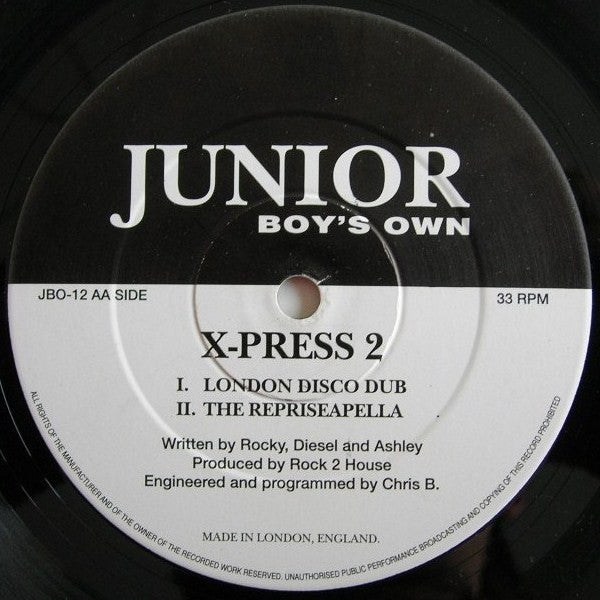 JUNIOR
BOY'S OWN
JBO-12 AA SIDE
33 RPM
X-PRESS 2
I. LONDON DISCO DUB
II. THE REPRISEAPELLA
Written by Rocky, Diesel and Ashley
Produced by Rock 2 House
Engineered and programmed by Chris B.
MADE IN LONDON, ENGLAND.
ALL RIGHTS OF THE MANUFACTURER AND OF THE OWNER OF THE RECORDED WORK RESERVED. UNAUTHORISED PUBLIC PERFORMANCE BROADCASTING AND COPYING OF THIS RECORD PROHIBITED